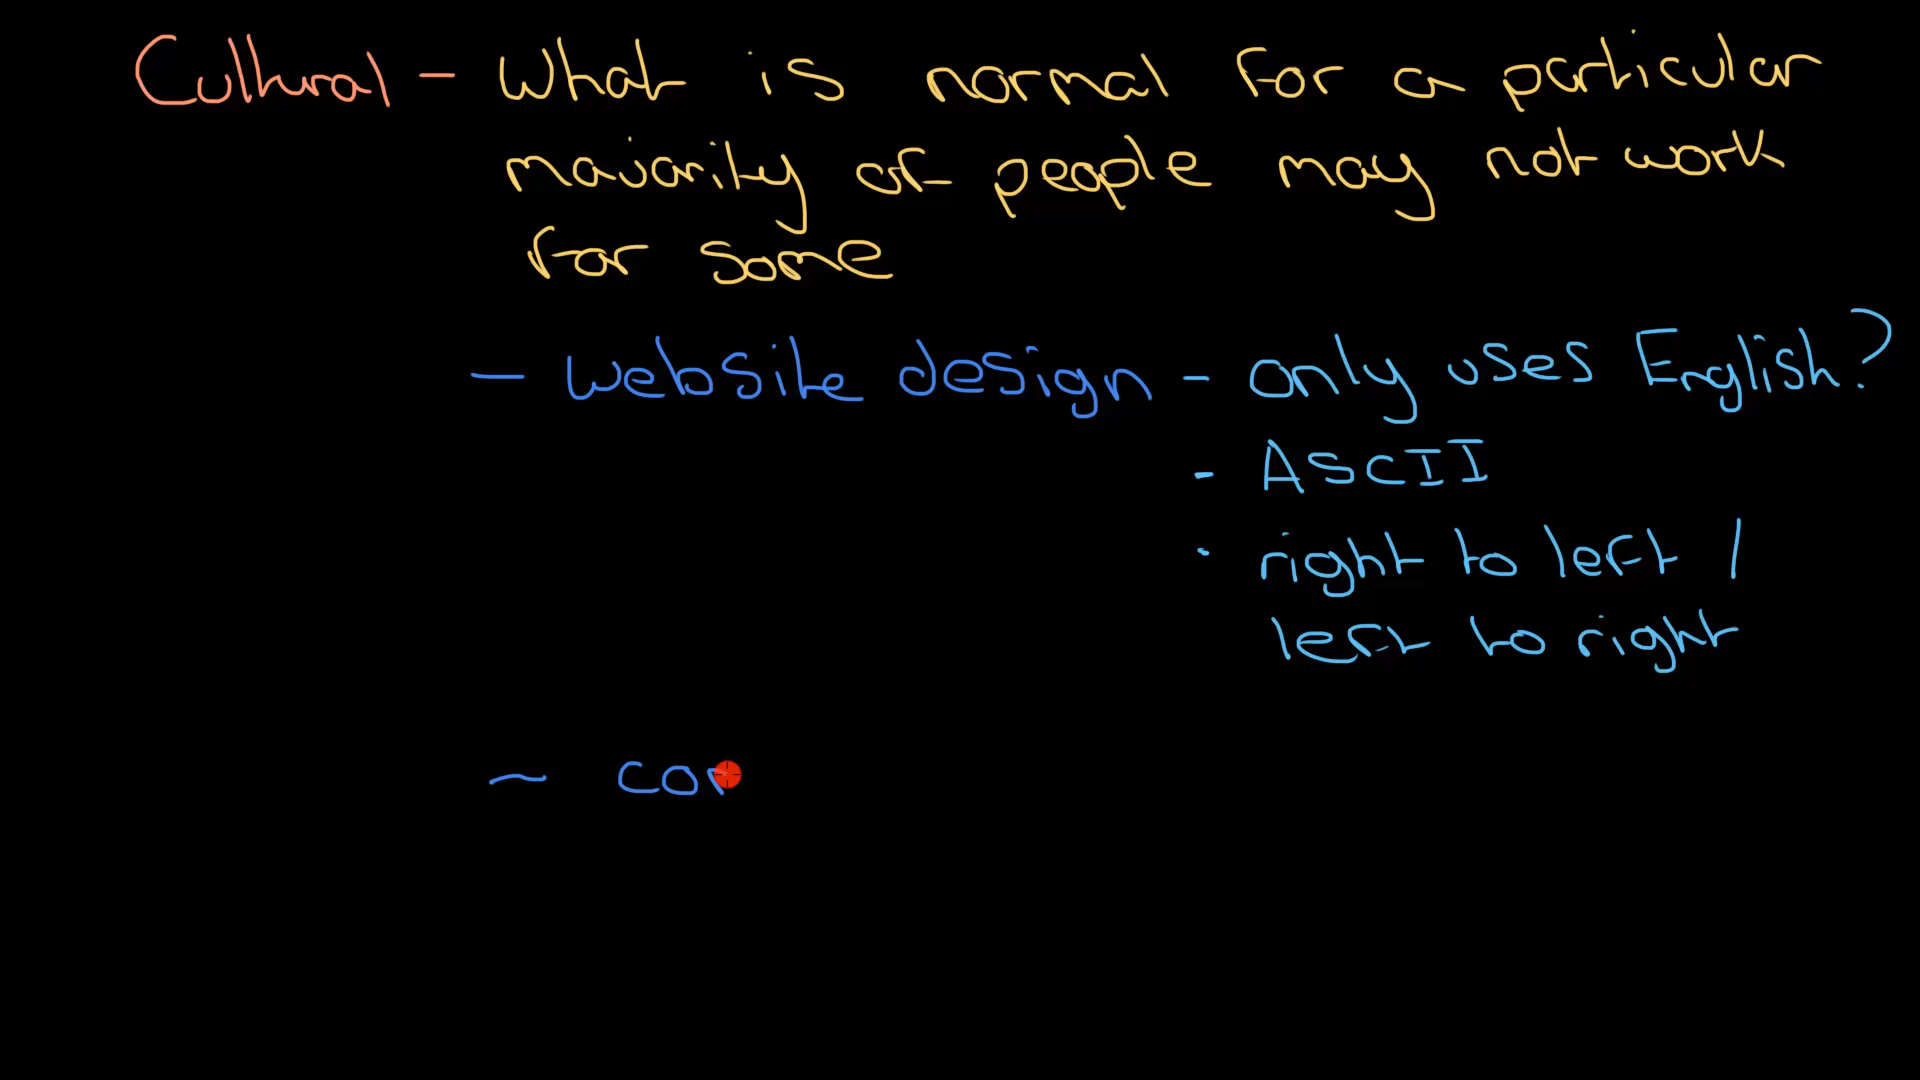 Cultural - What is normal for a particular
majority of people may not work
for some
- website design - only uses English?
- ASCII
- right to left /
left to right
~ con